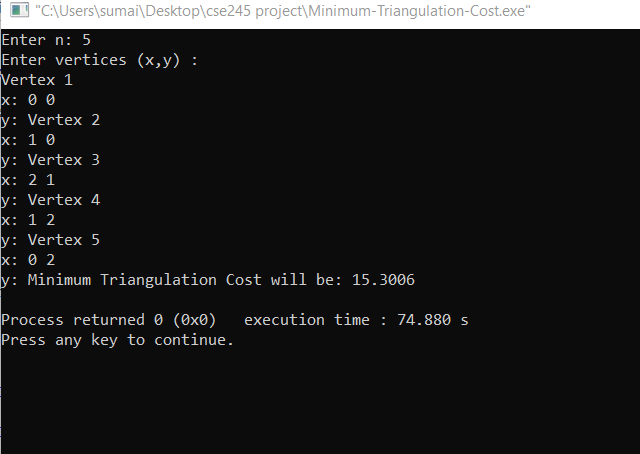 "C:\Users\sumai\Desktop\cse245 project\Minimum-Triangulation-Cost.exe"
Enter n: 5
Enter vertices (x,y) :
Vertex 1
x: 0 0
y: Vertex 2
x: 1 0
y: Vertex 3
x: 2 1
y: Vertex 4
x: 1 2
y: Vertex 5
x: 0 2
y: Minimum Triangulation Cost will be: 15.3006
Process returned 0 (0x0)   execution time : 74.880 s
Press any key to continue.